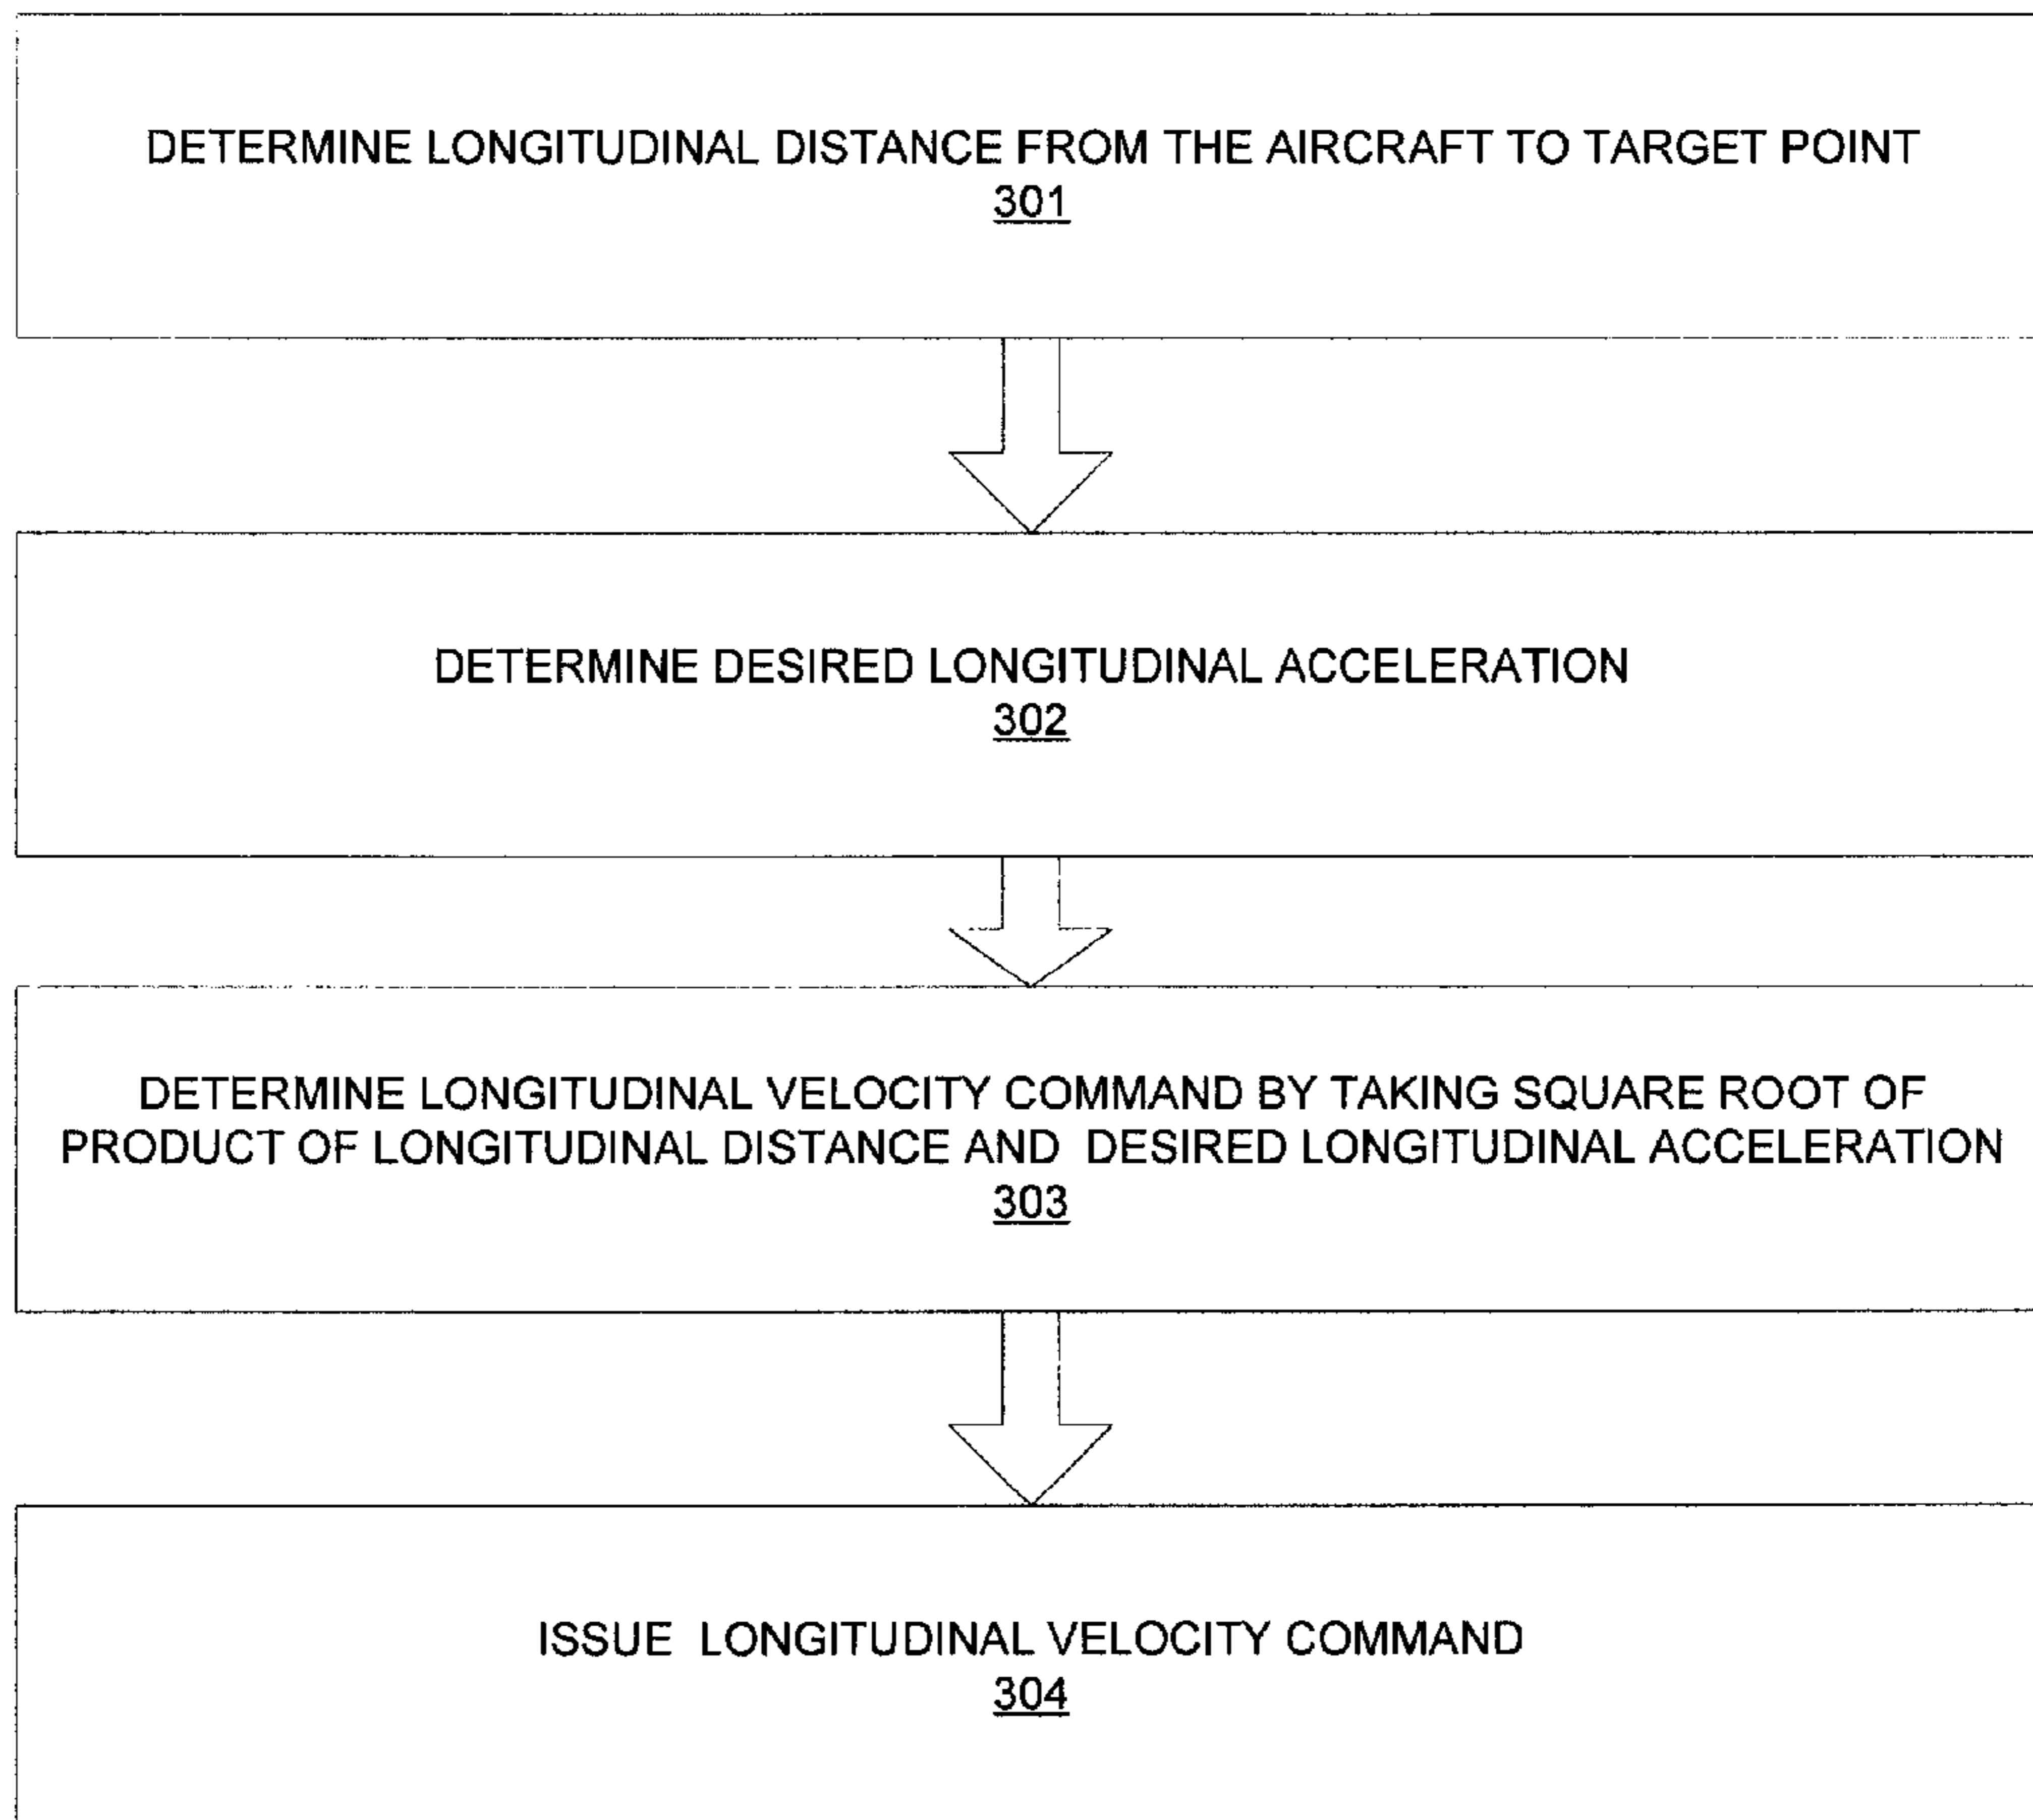 DETERMINE LONGITUDINAL DISTANCE FROM THE AIRCRAFT TO TARGET POINT
301
DETERMINE DESIRED LONGITUDINAL ACCELERATION
302
DETERMINE LONGITUDINAL VELOCITY COMMAND BY TAKING SQUARE ROOT OF
PRODUCT OF LONGITUDINAL DISTANCE AND DESIRED LONGITUDINAL ACCELERATION
303
ISSUE LONGITUDINAL VELOCITY COMMAND
304